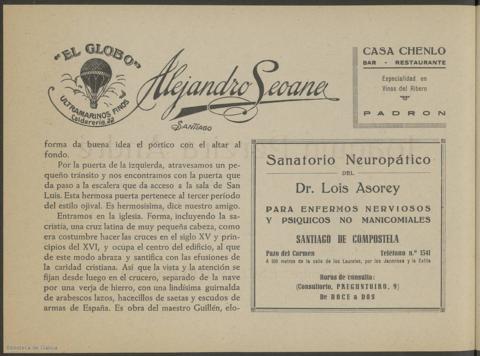 "EL GLOBO"
ULTRAMARINOS FINOS
Calderería, 28
Alejandro Seoane
SANTIAGO
CASA CHENLO
BAR - RESTAURANTE
Especialidad en
Vinos del Ribero
PADRON
forma da buena idea el pórtico con el altar al
fondo.
Por la puerta de la izquierda, atravesamos un pe-
queño tránsito y nos encontramos con la puerta que
da paso a la escalera que da acceso a la sala de San
Luis. Esta hermosa puerta pertenece al tercer período
del estilo ojival. Es hermosísima, dice nuestro amigo.
Entramos en la iglesia. Forma, incluyendo la sa-
cristía, una cruz latina de muy pequeña cabeza, como
era costumbre hacer las cruces en el siglo XV y prin-
cipios del XVI, y ocupa el centro del edificio, al que
de este modo abraza y santifica con las efusiones de
la caridad cristiana. Así que la vista y la atención se
fijan desde luego en el crucero, separado de la nave
por una verja de hierro, con una lindísima guirnalda
de arabescos lazos, hacecillos de saetas y escudos de
armas de España. Es obra del maestro Guillén, elo-
Sanatorio Neuropático
DEL
Dr. Lois Asorey
PARA ENFERMOS NERVIOSOS
Y PSIQUICOS NO MANICOMIALES
SANTIAGO DE COMPOSTELA
Pazo del Carmen Teléfono n.º 1541
A 500 metros de la calle de los Laureles, por las Janeiras y la
Horas de consulta:
(Consultorio, PREGUNTOIRO, 9)
De DOCE a DOS
Biblioteca de Galicia